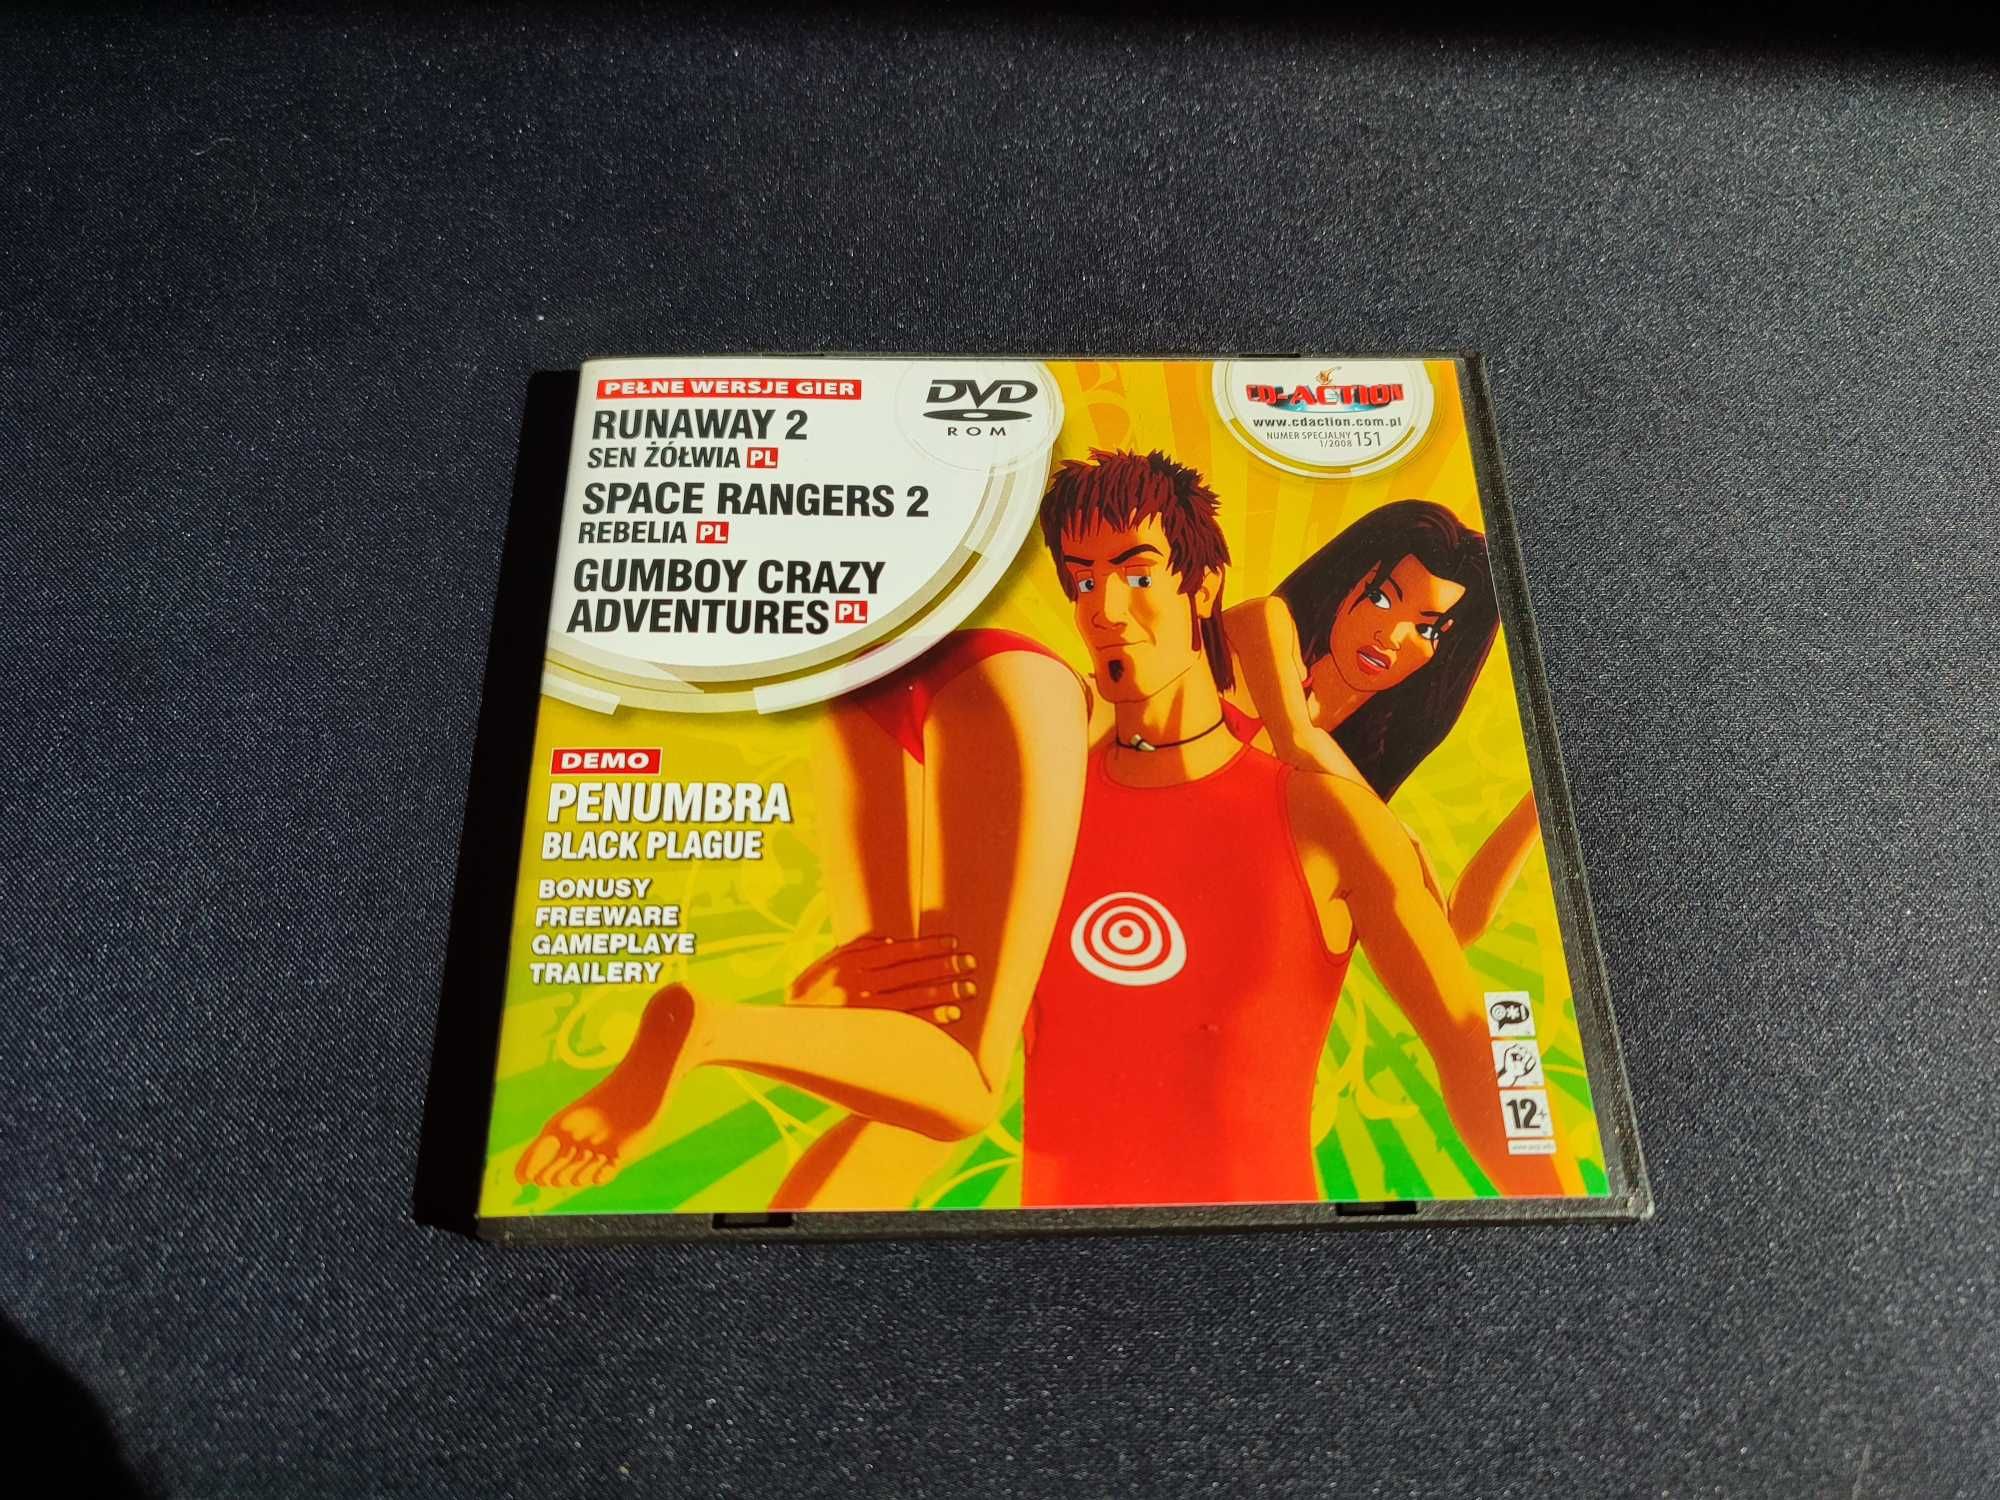 PEŁNE WERSJE GIER
RUNAWAY 2
SEN ŻÓŁWIA PL
SPACE RANGERS 2
REBELIA PL
GUMBOY CRAZY
ADVENTURES PL
DVD
ROM
CD-ACTION
www.cdaction.com.pl
NUMER SPECJALNY
1/2008 151
DEMO
PENUMBRA
BLACK PLAGUE
BONUSY
FREEWARE
GAMEPLAYE
TRAILERY
@*!
12+